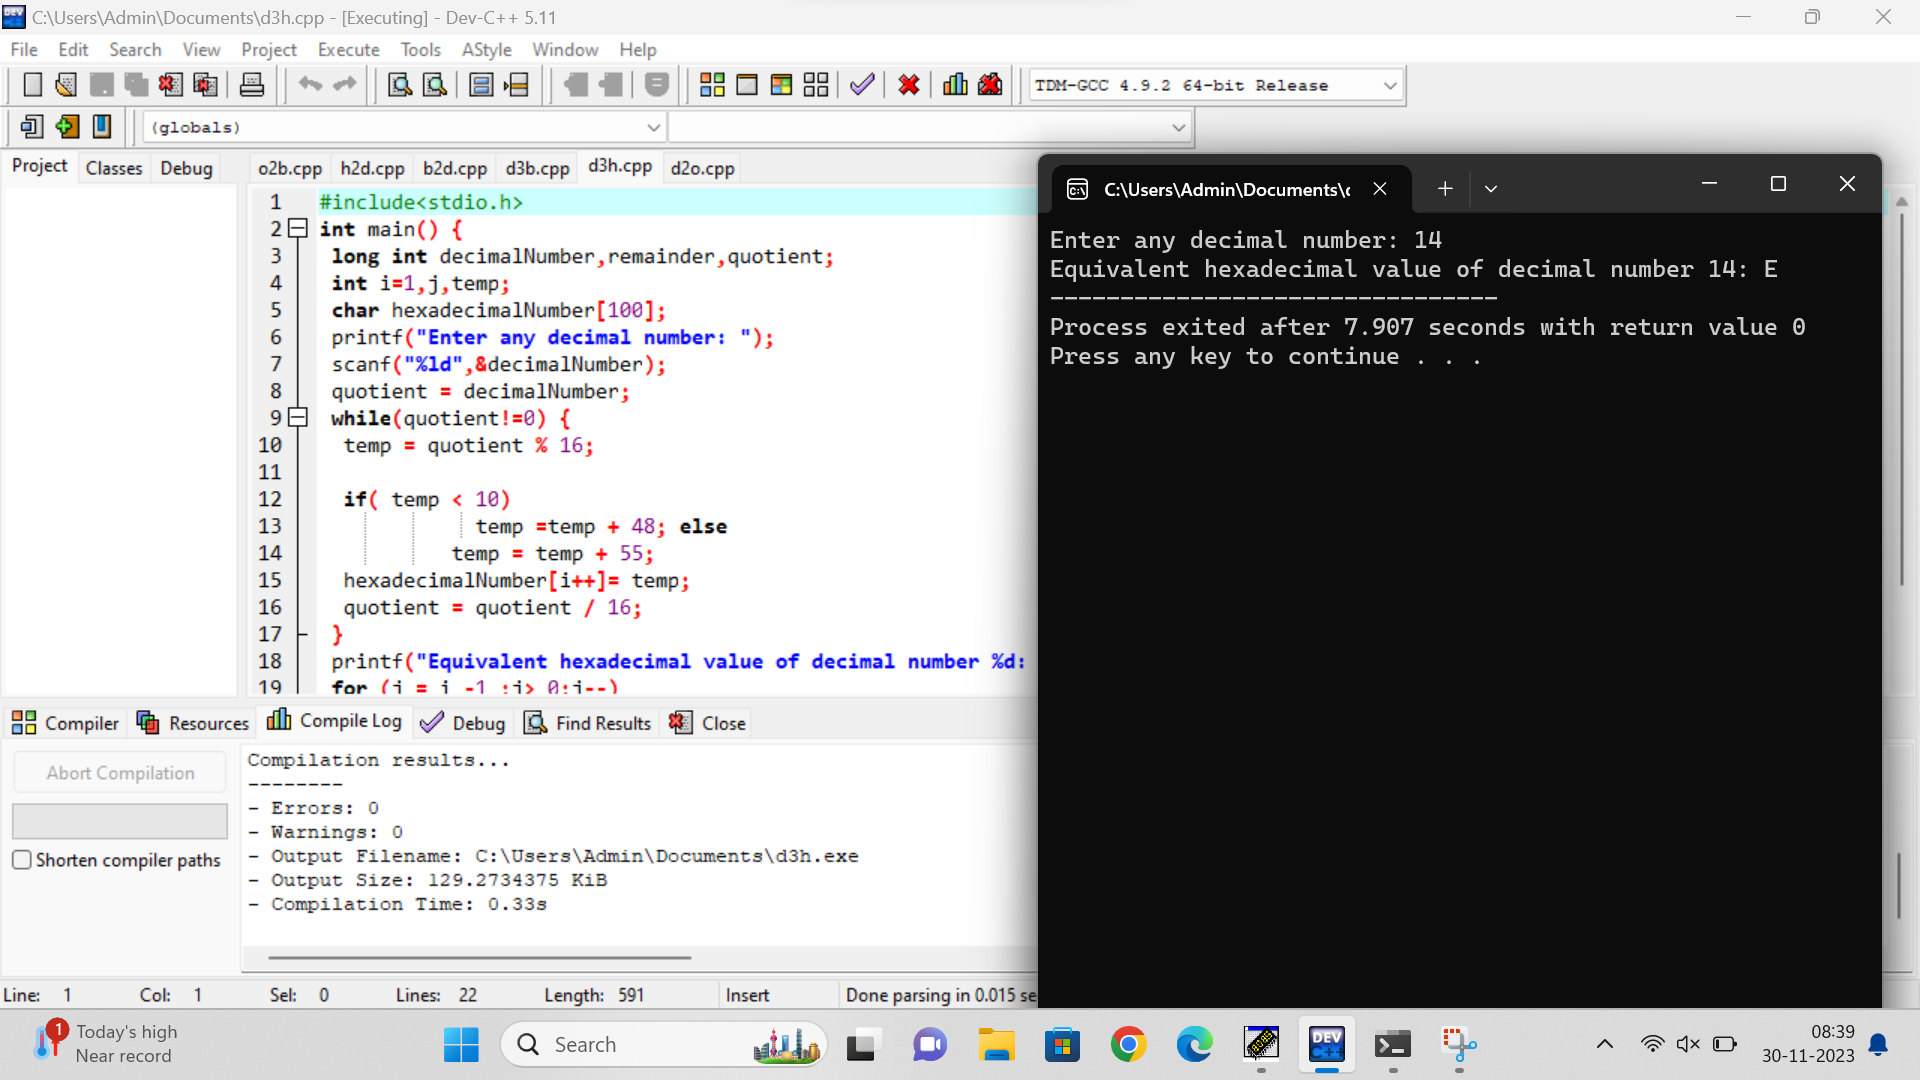 C:\Users\Admin\Documents\d3h.cpp - [Executing] - Dev-C++ 5.11
File Edit Search View Project Execute Tools AStyle Window Help
TDM-GCC 4.9.2 64-bit Release
(globals)
Project Classes Debug
o2b.cpp h2d.cpp b2d.cpp d3b.cpp d3h.cpp d2o.cpp
1 #include<stdio.h>
2 int main() {
3 long int decimalNumber,remainder,quotient;
4 int i=1,j,temp;
5 char hexadecimalNumber[100];
6 printf("Enter any decimal number: ");
7 scanf("%ld",&decimalNumber);
8 quotient = decimalNumber;
9 while(quotient!=0) {
10 temp = quotient % 16;
11
12 if( temp < 10)
13 temp =temp + 48; else
14 temp = temp + 55;
15 hexadecimalNumber[i++]= temp;
16 quotient = quotient / 16;
17 }
18 printf("Equivalent hexadecimal value of decimal number %d:
19 for (j = i -1 ;j> 0;j--)
C:\Users\Admin\Documents\
Enter any decimal number: 14
Equivalent hexadecimal value of decimal number 14: E
--------------------------------
Process exited after 7.907 seconds with return value 0
Press any key to continue . . .
Compiler Resources Compile Log Debug Find Results Close
Abort Compilation
Shorten compiler paths
Compilation results...
--------
- Errors: 0
- Warnings: 0
- Output Filename: C:\Users\Admin\Documents\d3h.exe
- Output Size: 129.2734375 KiB
- Compilation Time: 0.33s
Line: 1 Col: 1 Sel: 0 Lines: 22 Length: 591 Insert Done parsing in 0.015 se
1
Today's high
Near record
Search
DEV
C++
08:39
30-11-2023